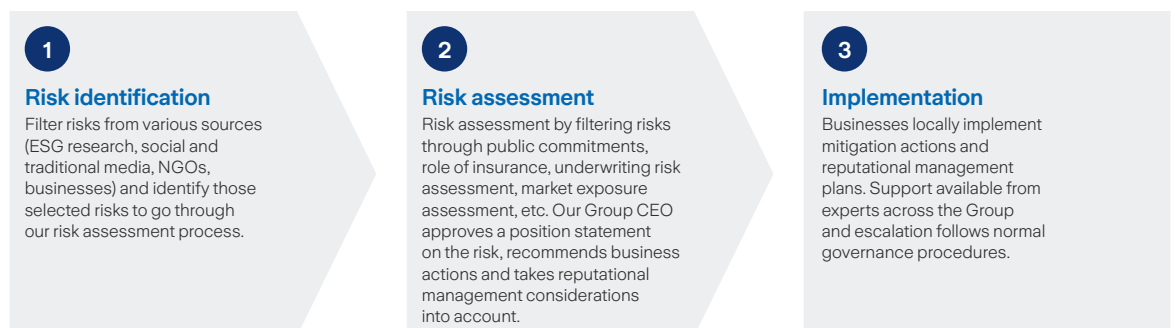 1
Risk identification
Filter risks from various sources
(ESG research, social and
traditional media, NGOs,
businesses) and identify those
selected risks to go through
our risk assessment process.
2
Risk assessment
Risk assessment by filtering risks
through public commitments,
role of insurance, underwriting risk
assessment, market exposure
assessment, etc. Our Group CEO
approves a position statement
on the risk, recommends business
actions and takes reputational
management considerations
into account.
3
Implementation
Businesses locally implement
mitigation actions and
reputational management
plans. Support available from
experts across the Group
and escalation follows normal
governance procedures.